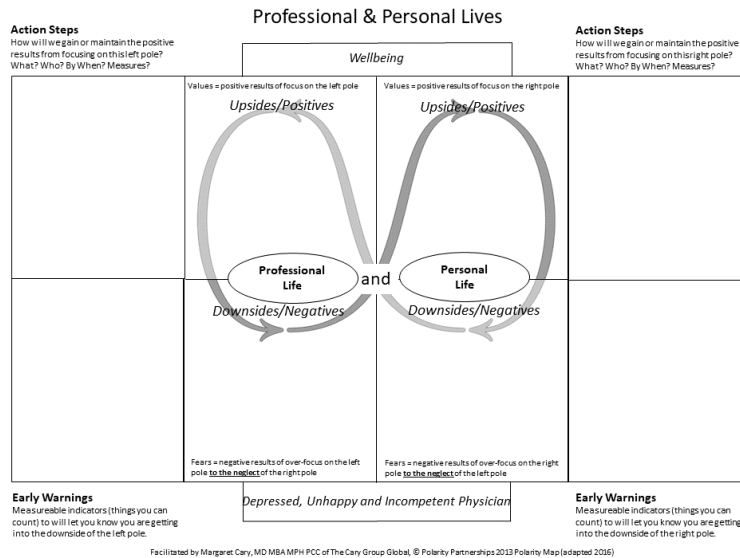 Professional & Personal Lives
Action Steps
How will we gain or maintain the positive
results from focusing on this left pole?
What? Who? By When? Measures?
Wellbeing
Action Steps
How will we gain or maintain the positive
results from focusing on this right pole?
What? Who? By When? Measures?
Values = positive results of focus on the left pole
Upsides/Positives
Values = positive results of focus on the right pole
Upsides/Positives
Professional
Life
and
Personal
Life
Downsides/Negatives
Downsides/Negatives
Fears = negative results of over-focus on the left
pole to the neglect of the right pole
Fears = negative results of over-focus on the right
pole to the neglect of the left pole
Early Warnings
Measureable indicators (things you can
count) to will let you know you are getting
into the downside of the left pole.
Depressed, Unhappy and Incompetent Physician
Early Warnings
Measureable indicators (things you can
count) to will let you know you are getting
into the downside of the right pole.
Facilitated by Margaret Cary, MD MBA MPH PCC of The Cary Group Global, © Polarity Partnerships 2013 Polarity Map (adapted 2016)